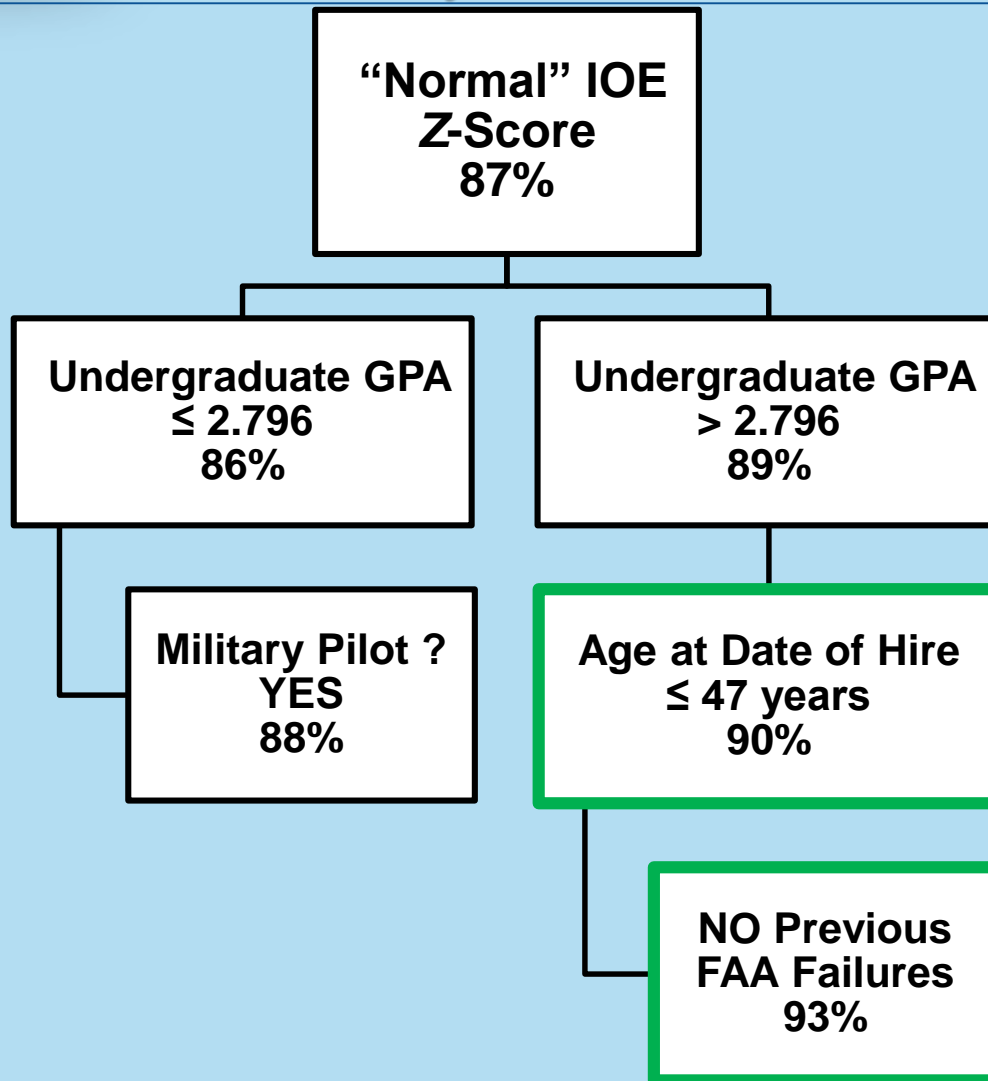 “Normal” IOE
Z-Score
87%
Undergraduate GPA
≤ 2.796
86%
Undergraduate GPA
> 2.796
89%
Military Pilot ?
YES
88%
Age at Date of Hire
≤ 47 years
90%
NO Previous
FAA Failures
93%